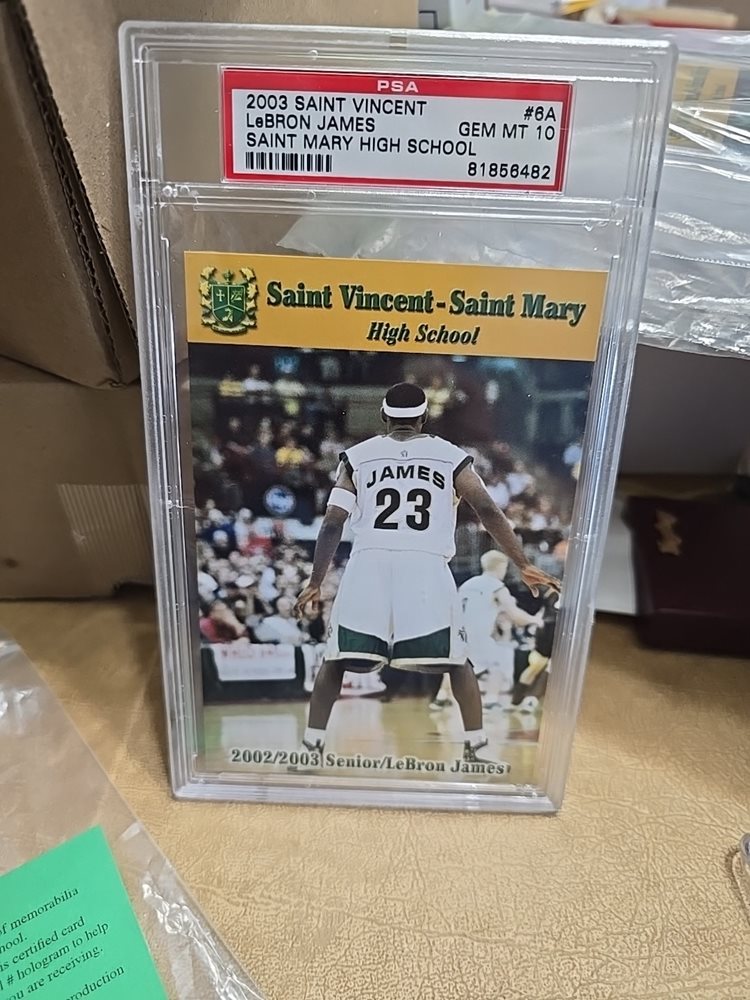 PSA
2003 SAINT VINCENT #6A
LeBRON JAMES GEM MT 10
SAINT MARY HIGH SCHOOL
81856482
Saint Vincent-Saint Mary
High School
JAMES
23
2002/2003 Senior/LeBron James
of memorabilia
certified card
# hologram to help
you are receiving.